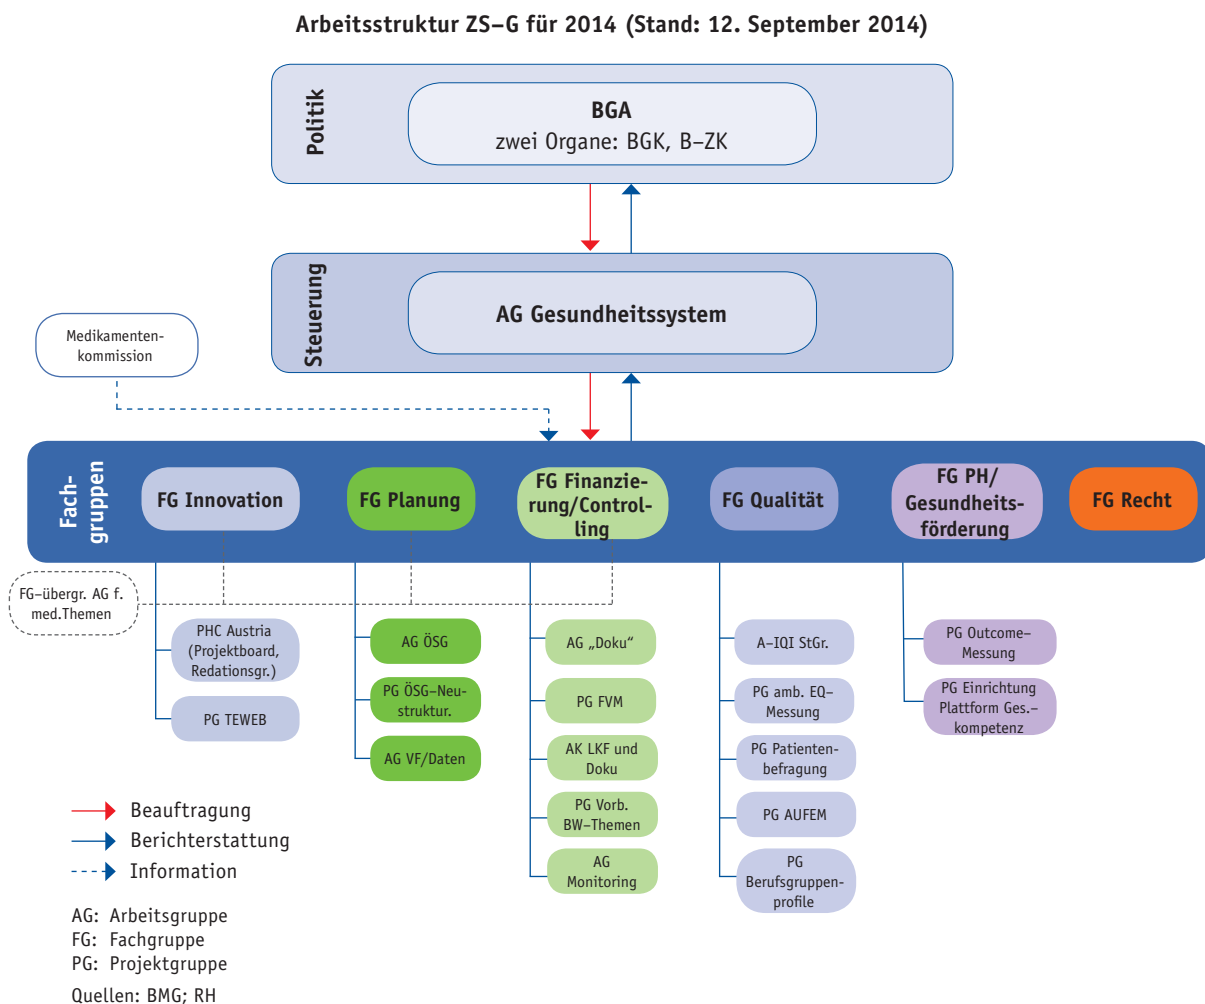 Arbeitsstruktur ZS–G für 2014 (Stand: 12. September 2014)
Politik
BGA
zwei Organe: BGK, B–ZK
Steuerung
AG Gesundheitssystem
Medikamenten-
kommission
Fach-
gruppen
FG Innovation
FG Planung
FG Finanzie-
rung/Control-
ling
FG Qualität
FG PH/
Gesundheits-
förderung
FG Recht
FG–übergr. AG f.
med.Themen
PHC Austria
(Projektboard,
Redationsgr.)
PG TEWEB
AG ÖSG
PG ÖSG–Neu-
struktur.
AG VF/Daten
AG „Doku“
PG FVM
AK LKF und
Doku
PG Vorb.
BW–Themen
AG
Monitoring
A–IQI StGr.
PG amb. EQ–
Messung
PG Patienten-
befragung
PG AUFEM
PG
Berufsgruppen-
profile
PG Outcome–
Messung
PG Einrichtung
Plattform Ges.–
kompetenz
Beauftragung
Berichterstattung
Information
AG: Arbeitsgruppe
FG: Fachgruppe
PG: Projektgruppe
Quellen: BMG; RH